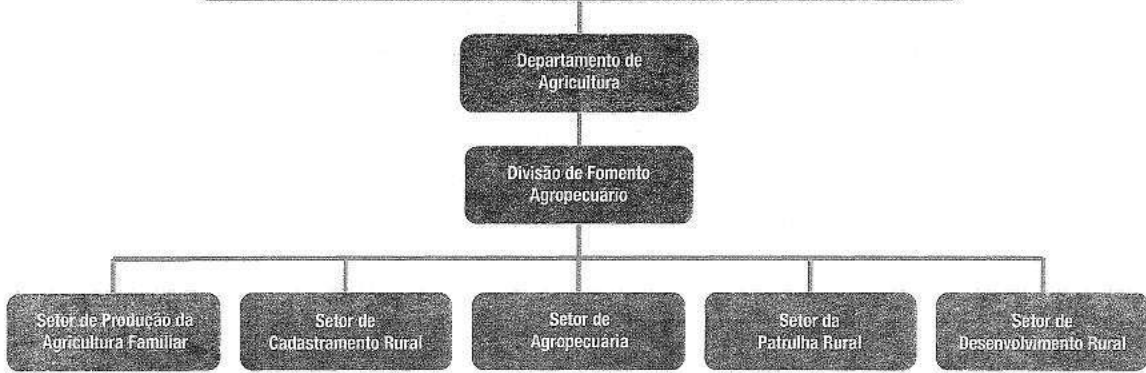 Departamento de
Agricultura
Divisão de Fomento
Agropecuário
Setor de Produção da
Agricultura Familiar
Setor de
Cadastramento Rural
Setor de
Agropecuária
Setor da
Patrulha Rural
Setor de
Desenvolvimento Rural